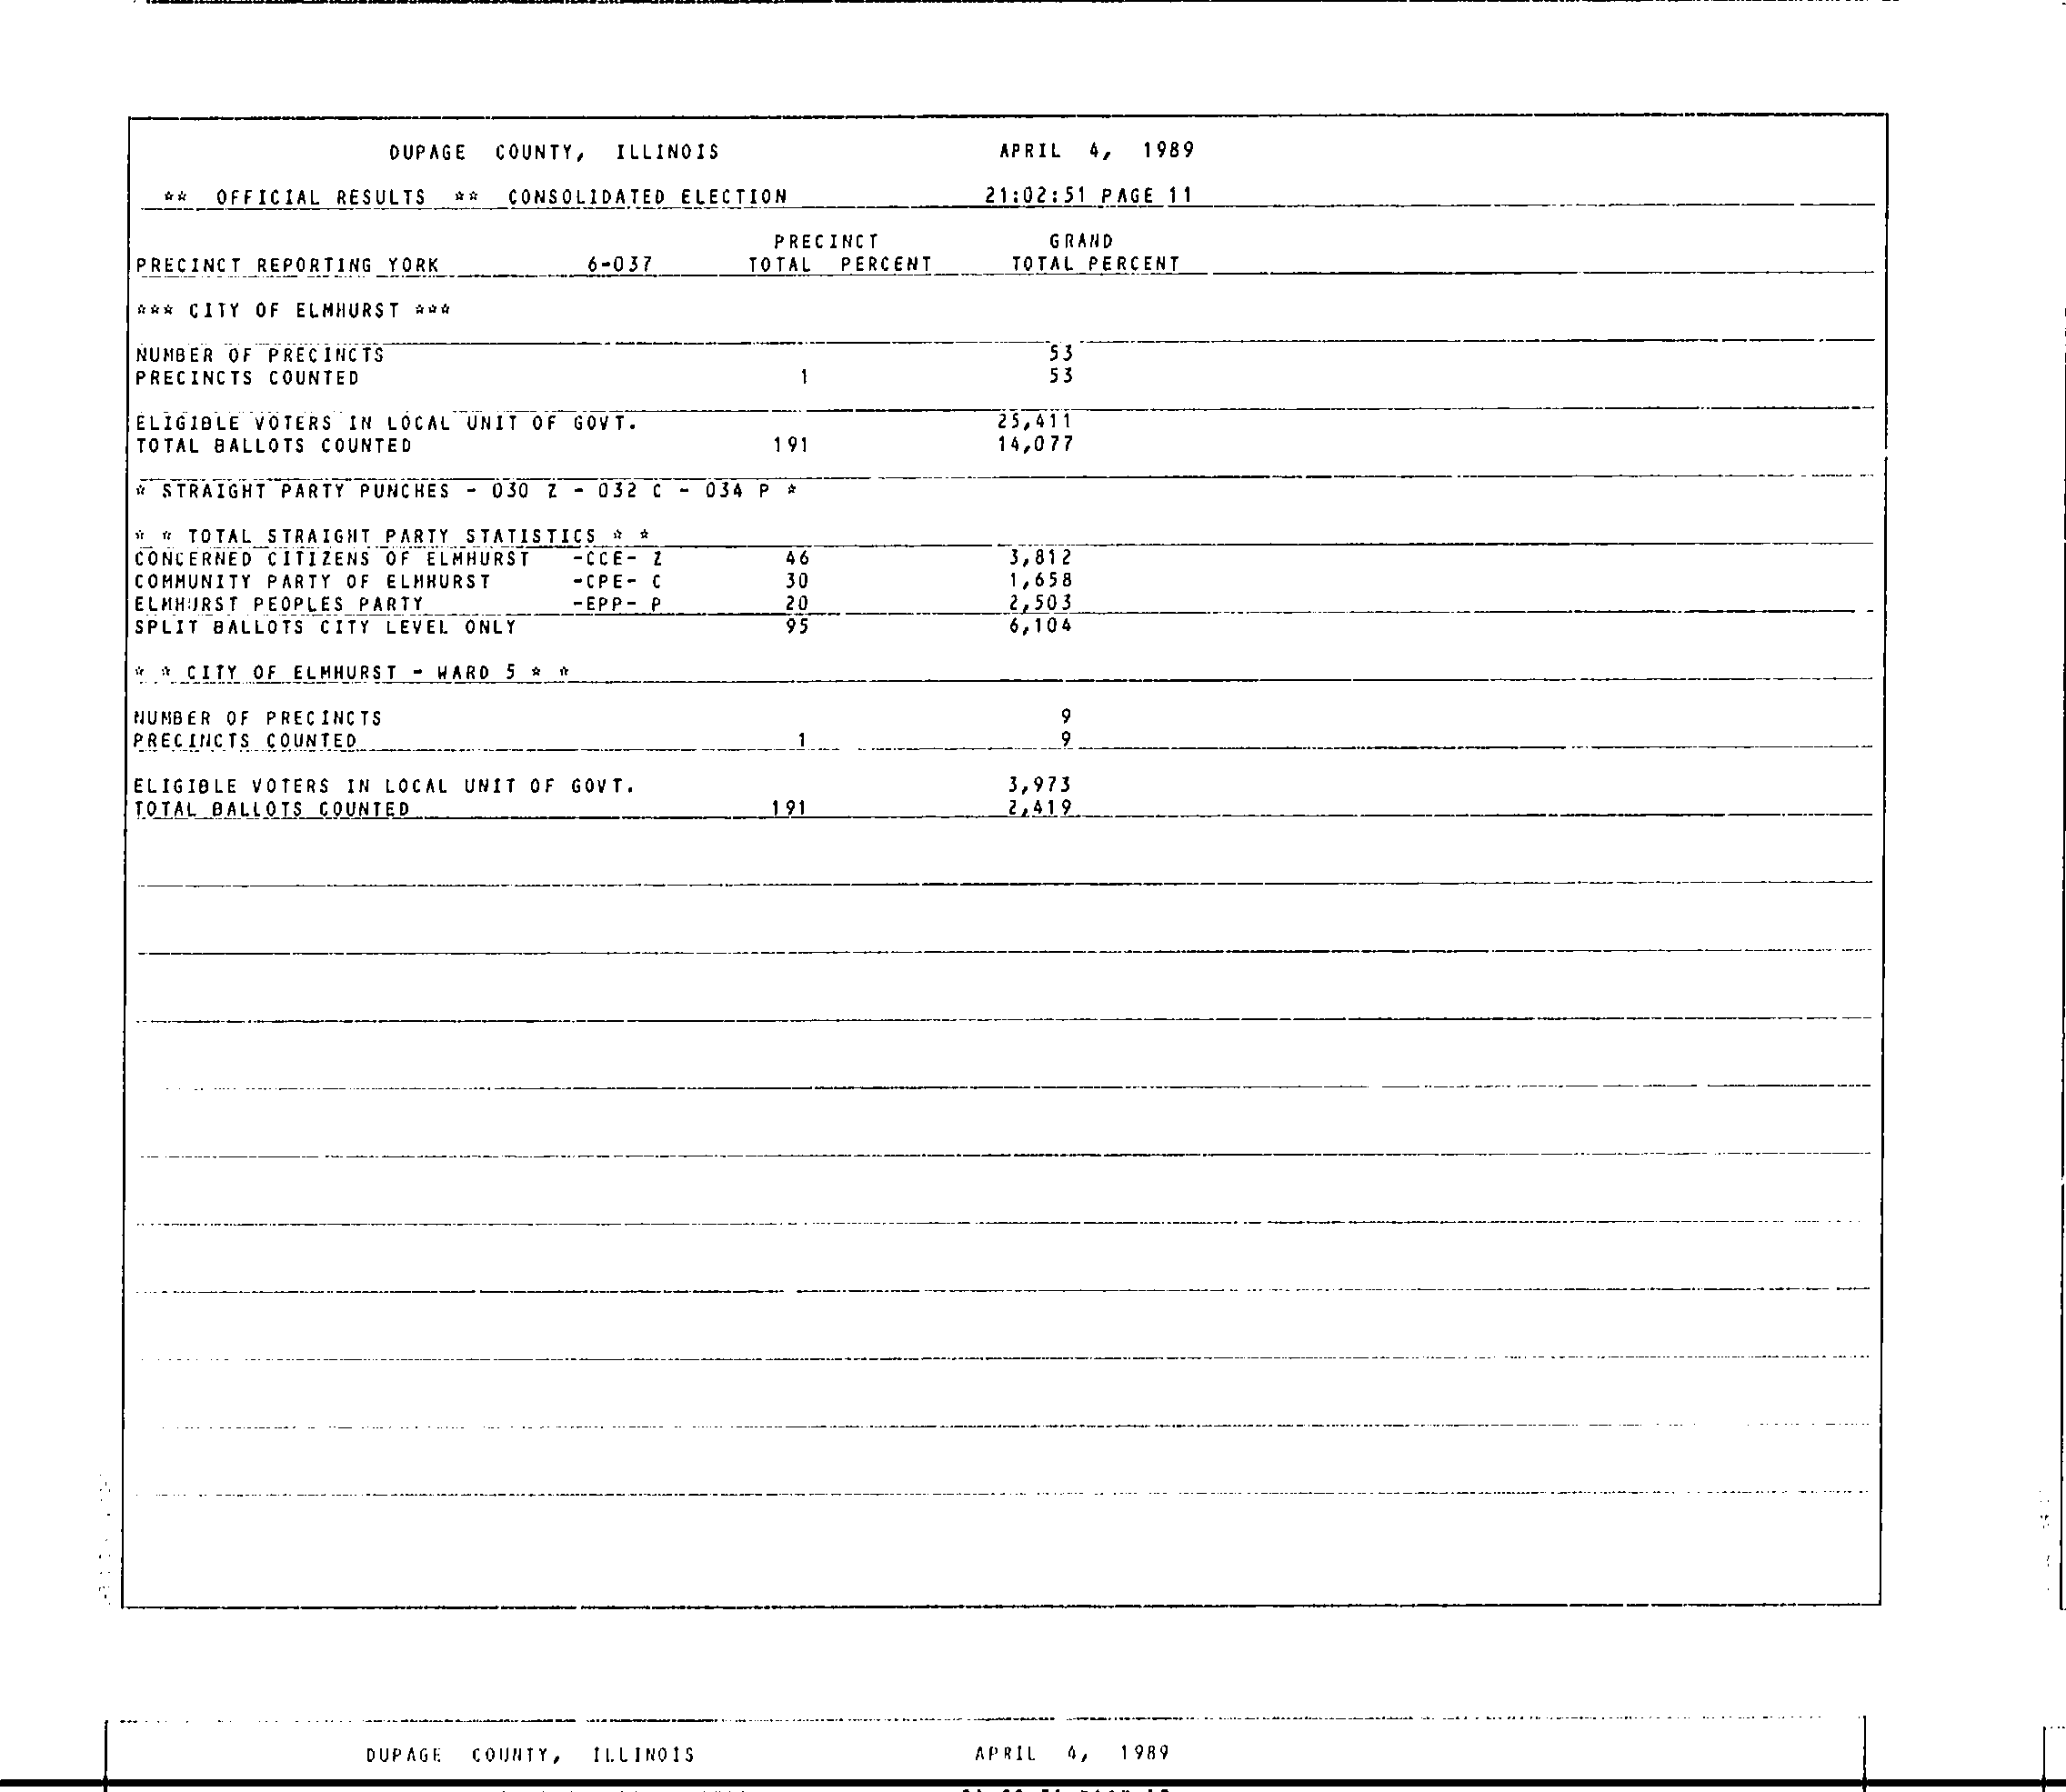 DUPAGE COUNTY, ILLINOIS APRIL 4, 1989
** OFFICIAL RESULTS ** CONSOLIDATED ELECTION 21:02:51 PAGE 11
PRECINCT GRAND
PRECINCT REPORTING YORK 6-037 TOTAL PERCENT TOTAL PERCENT
*** CITY OF ELMHURST ***
NUMBER OF PRECINCTS 53
PRECINCTS COUNTED 1 53
ELIGIBLE VOTERS IN LOCAL UNIT OF GOVT. 25,411
TOTAL BALLOTS COUNTED 191 14,077
* STRAIGHT PARTY PUNCHES - 030 Z - 032 C - 034 P *
* * TOTAL STRAIGHT PARTY STATISTICS * *
CONCERNED CITIZENS OF ELMHURST -CCE- Z 46 3,812
COMMUNITY PARTY OF ELMHURST -CPE- C 30 1,658
ELMHURST PEOPLES PARTY -EPP- P 20 2,503
SPLIT BALLOTS CITY LEVEL ONLY 95 6,104
* * CITY OF ELMHURST - WARD 5 * *
NUMBER OF PRECINCTS 9
PRECINCTS COUNTED 1 9
ELIGIBLE VOTERS IN LOCAL UNIT OF GOVT. 3,973
TOTAL BALLOTS COUNTED 191 2,419
DUPAGE COUNTY, ILLINOIS APRIL 4, 1989